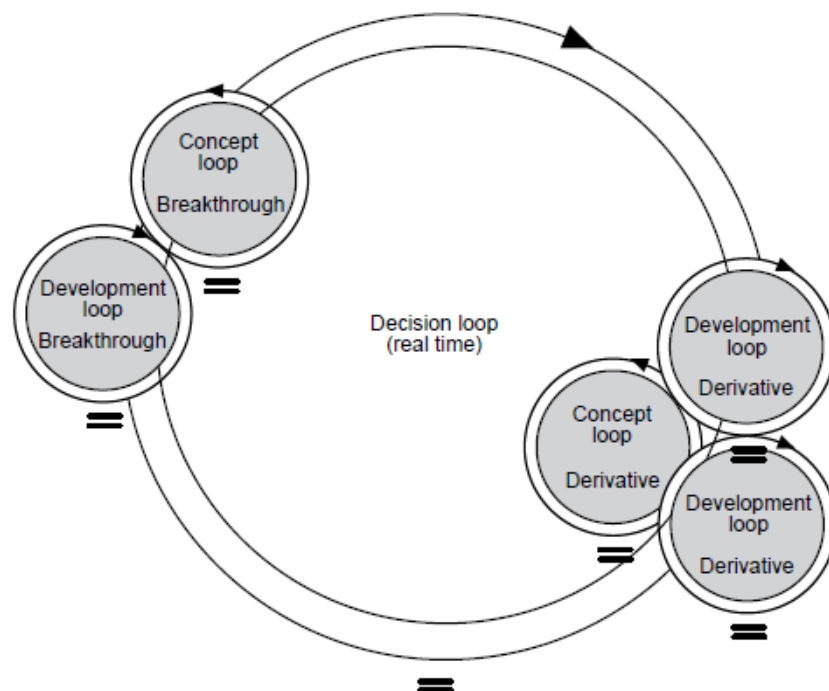 Concept
loop
Breakthrough
Development
loop
Breakthrough
Decision loop
(real time)
Development
loop
Derivative
Concept
loop
Derivative
Development
loop
Derivative